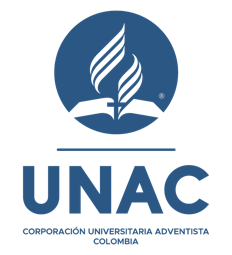 ®
UNAC
CORPORACIÓN UNIVERSITARIA ADVENTISTA
COLOMBIA